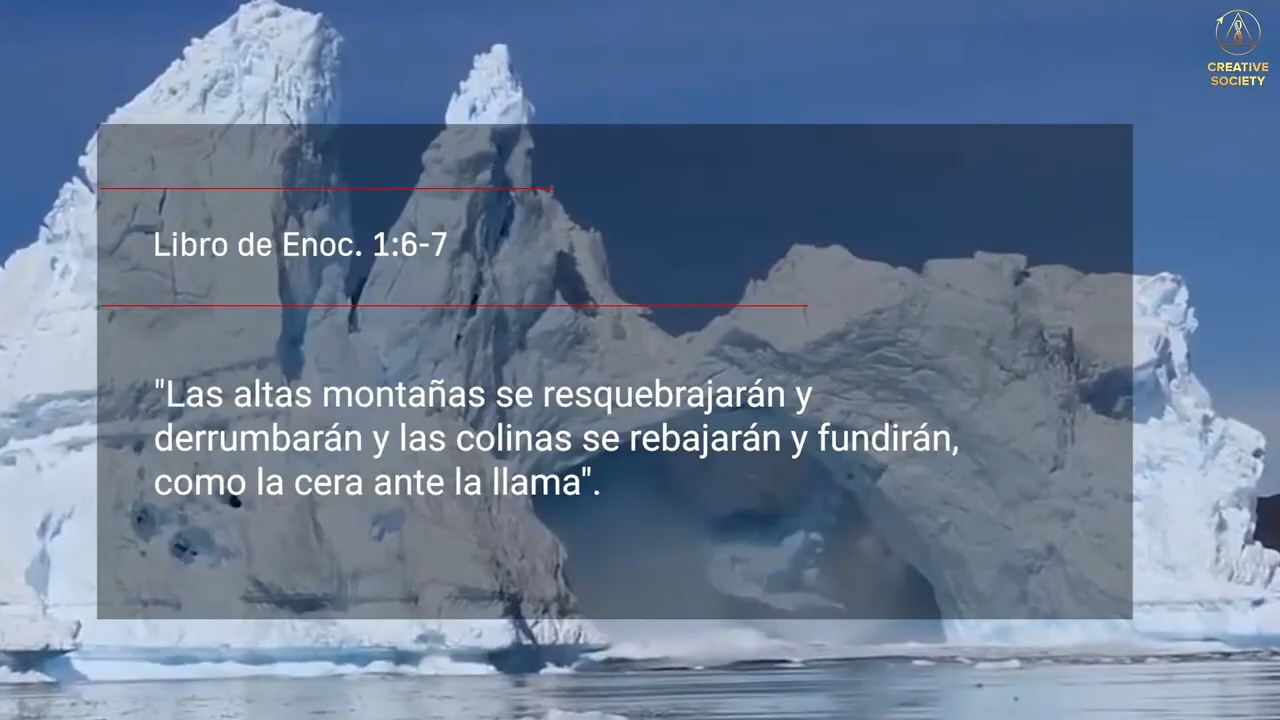 CREATIVE
SOCIETY
Libro de Enoc. 1:6-7
"Las altas montañas se resquebrajarán y
derrumbarán y las colinas se rebajarán y fundirán,
como la cera ante la llama".